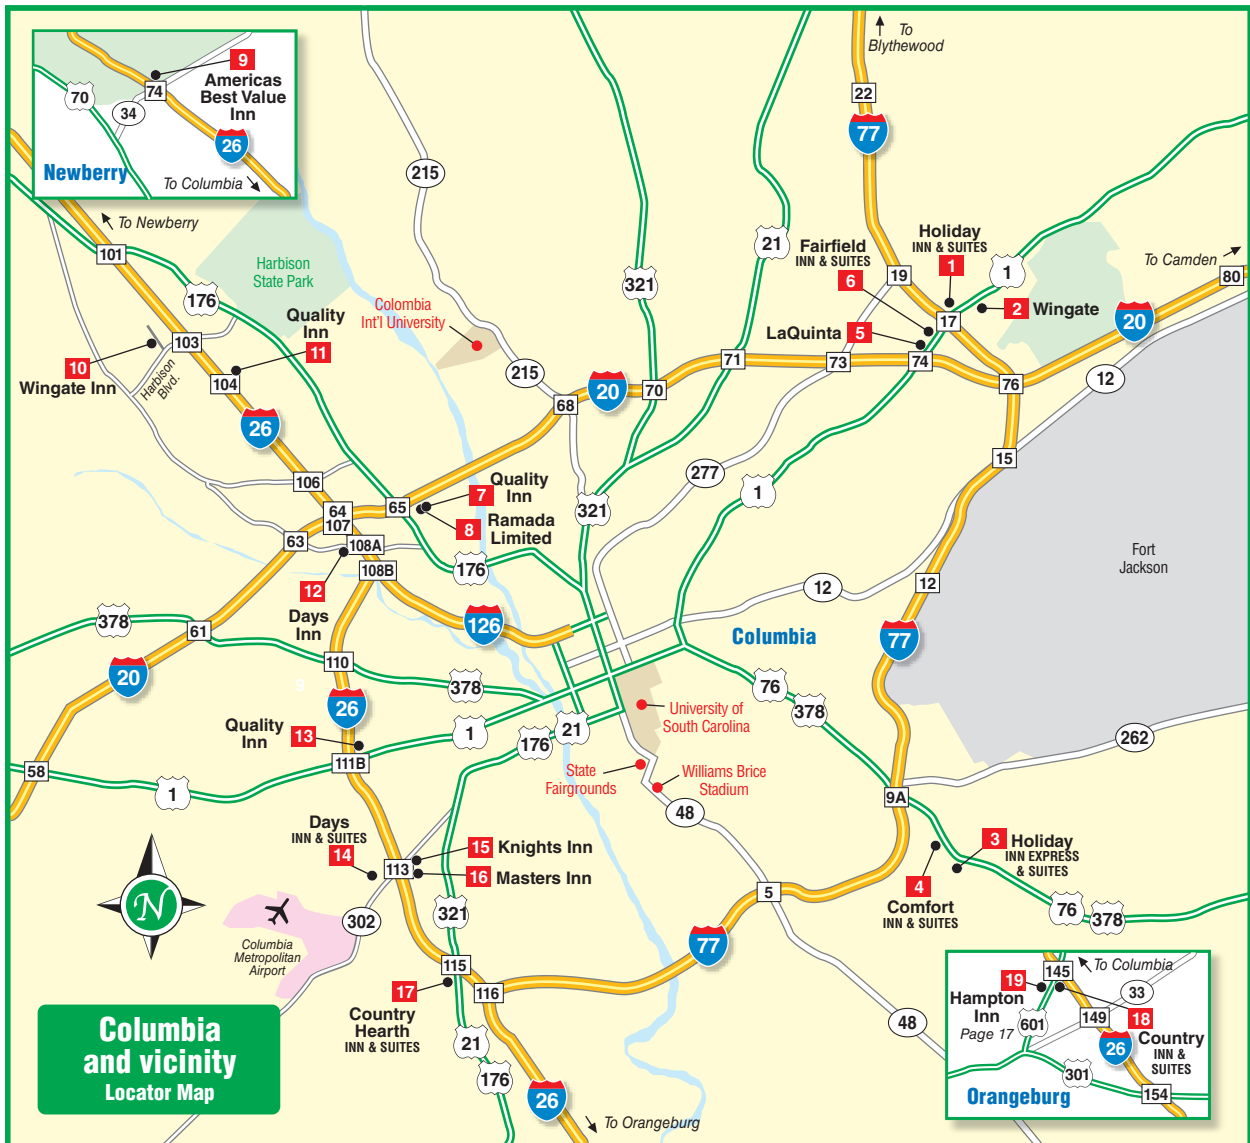 9
Americas
Best Value
Inn
74
70
34
26
Newberry
To Columbia
To
Blythewood
22
77
215
To Newberry
101
176
Harbison
State Park
Colombia
Int'l University
Quality
Inn
11
103
10
Wingate Inn
Harbison
Blvd.
104
26
321
21
Fairfield
INN & SUITES
6
Holiday
INN & SUITES
1
19
1
To Camden
80
2 Wingate
17
LaQuinta 5
20
71
73
74
76
12
215
20
70
68
277
1
15
106
7
Quality
Inn
8
Ramada
Limited
321
65
64
107
63
108A
108B
176
12
Days
Inn
Fort
Jackson
12
12
378
61
126
Columbia
77
20
110
9
378
26
76
378
University of
South Carolina
Quality
Inn
13
1
176
21
262
111B
58
1
State
Fairgrounds
Williams Brice
Stadium
48
9A
Days
INN & SUITES
14
15 Knights Inn
113
16 Masters Inn
3 Holiday
INN EXPRESS
& SUITES
4
Comfort
INN & SUITES
5
76
378
N
302
321
Columbia
Metropolitan
Airport
77
115
17
116
Country
Hearth
INN & SUITES
21
176
48
26
To Orangeburg
Columbia
and vicinity
Locator Map
145
To Columbia
19
Hampton
Inn
Page 17
33
601
149
18
Country
INN &
SUITES
26
301
154
Orangeburg